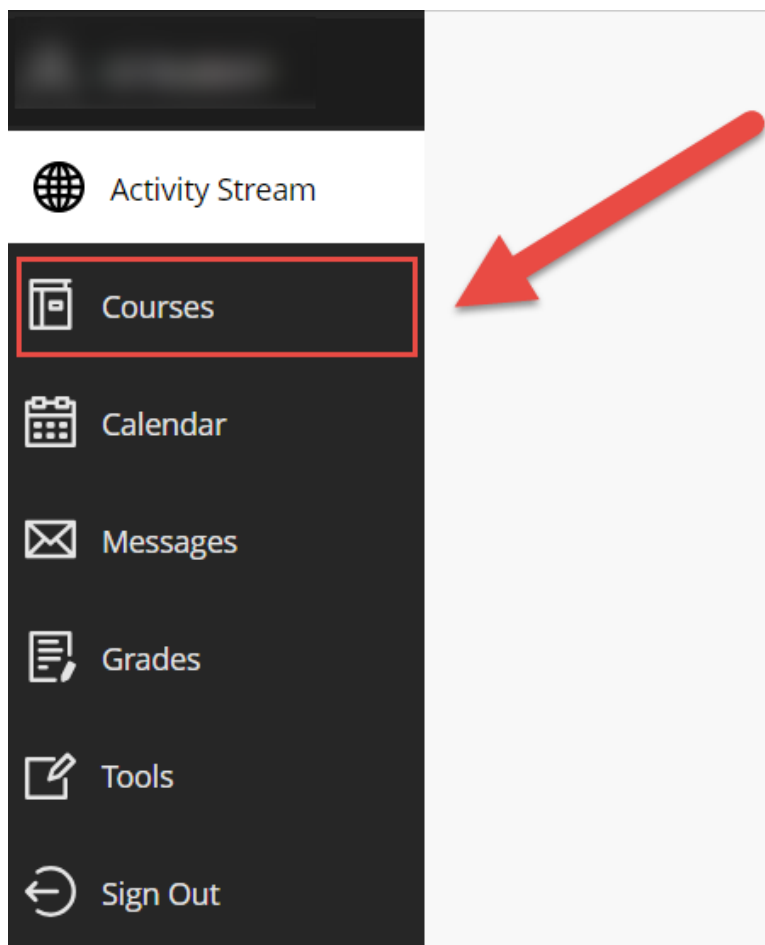 Activity Stream
Courses
Calendar
Messages
Grades
Tools
Sign Out